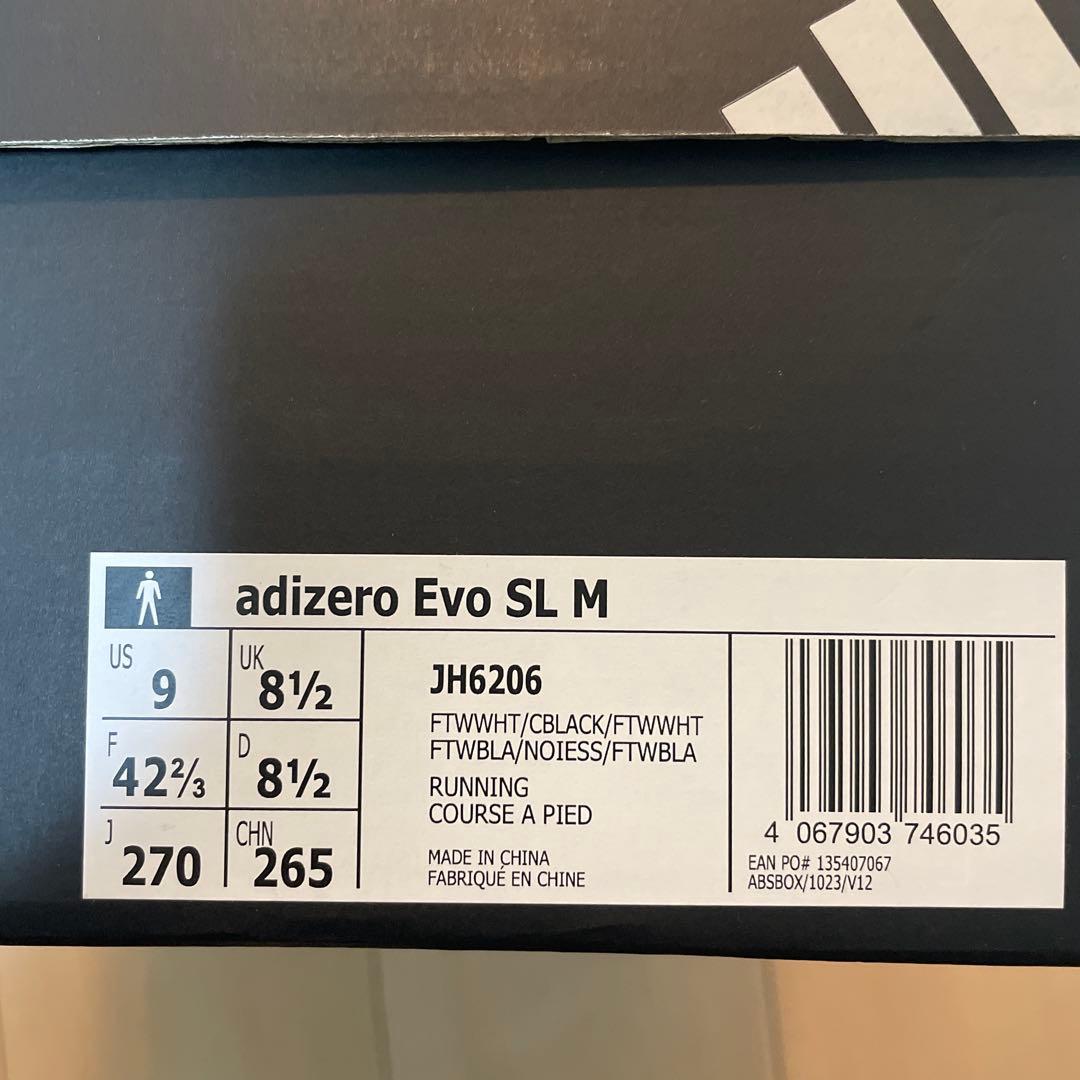 adizero Evo SL M
US 9 UK 8½
F 42⅔ D 8½
J 270 CHN 265
JH6206
FTWWHT/CBLACK/FTWWHT
FTWBLA/NOIESS/FTWBLA
RUNNING
COURSE A PIED
MADE IN CHINA
FABRIQUÉ EN CHINE
4 067903 746035
EAN PO# 135407067
ABSBOX/1023/V12